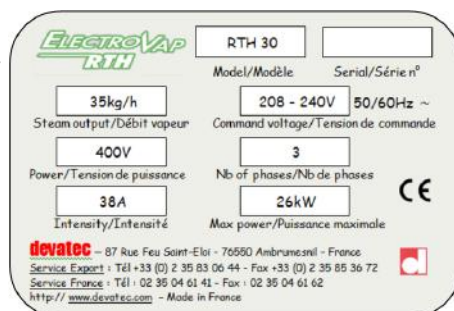 ELECTROVAP
RTH
RTH 30
Model/Modèle
Serial/Série n°
35kg/h
208 - 240V 50/60Hz ~
Steam output/Débit vapeur
Command voltage/Tension de commande
400V
3
Power/Tension de puissance
Nb of phases/Nb de phases
38A
26kW
CE
Intensity/Intensité
Max power/Puissance maximale
devatec – 87 Rue Feu Saint-Eloi - 76550 Ambrumesnil - France
Service Export : Tél +33 (0) 2 35 83 06 44 - Fax +33 (0) 2 35 85 36 72
Service France : Tél : 02 35 04 61 41 - Fax : 02 35 04 61 62
http:// www.devatec.com - Made in France
d